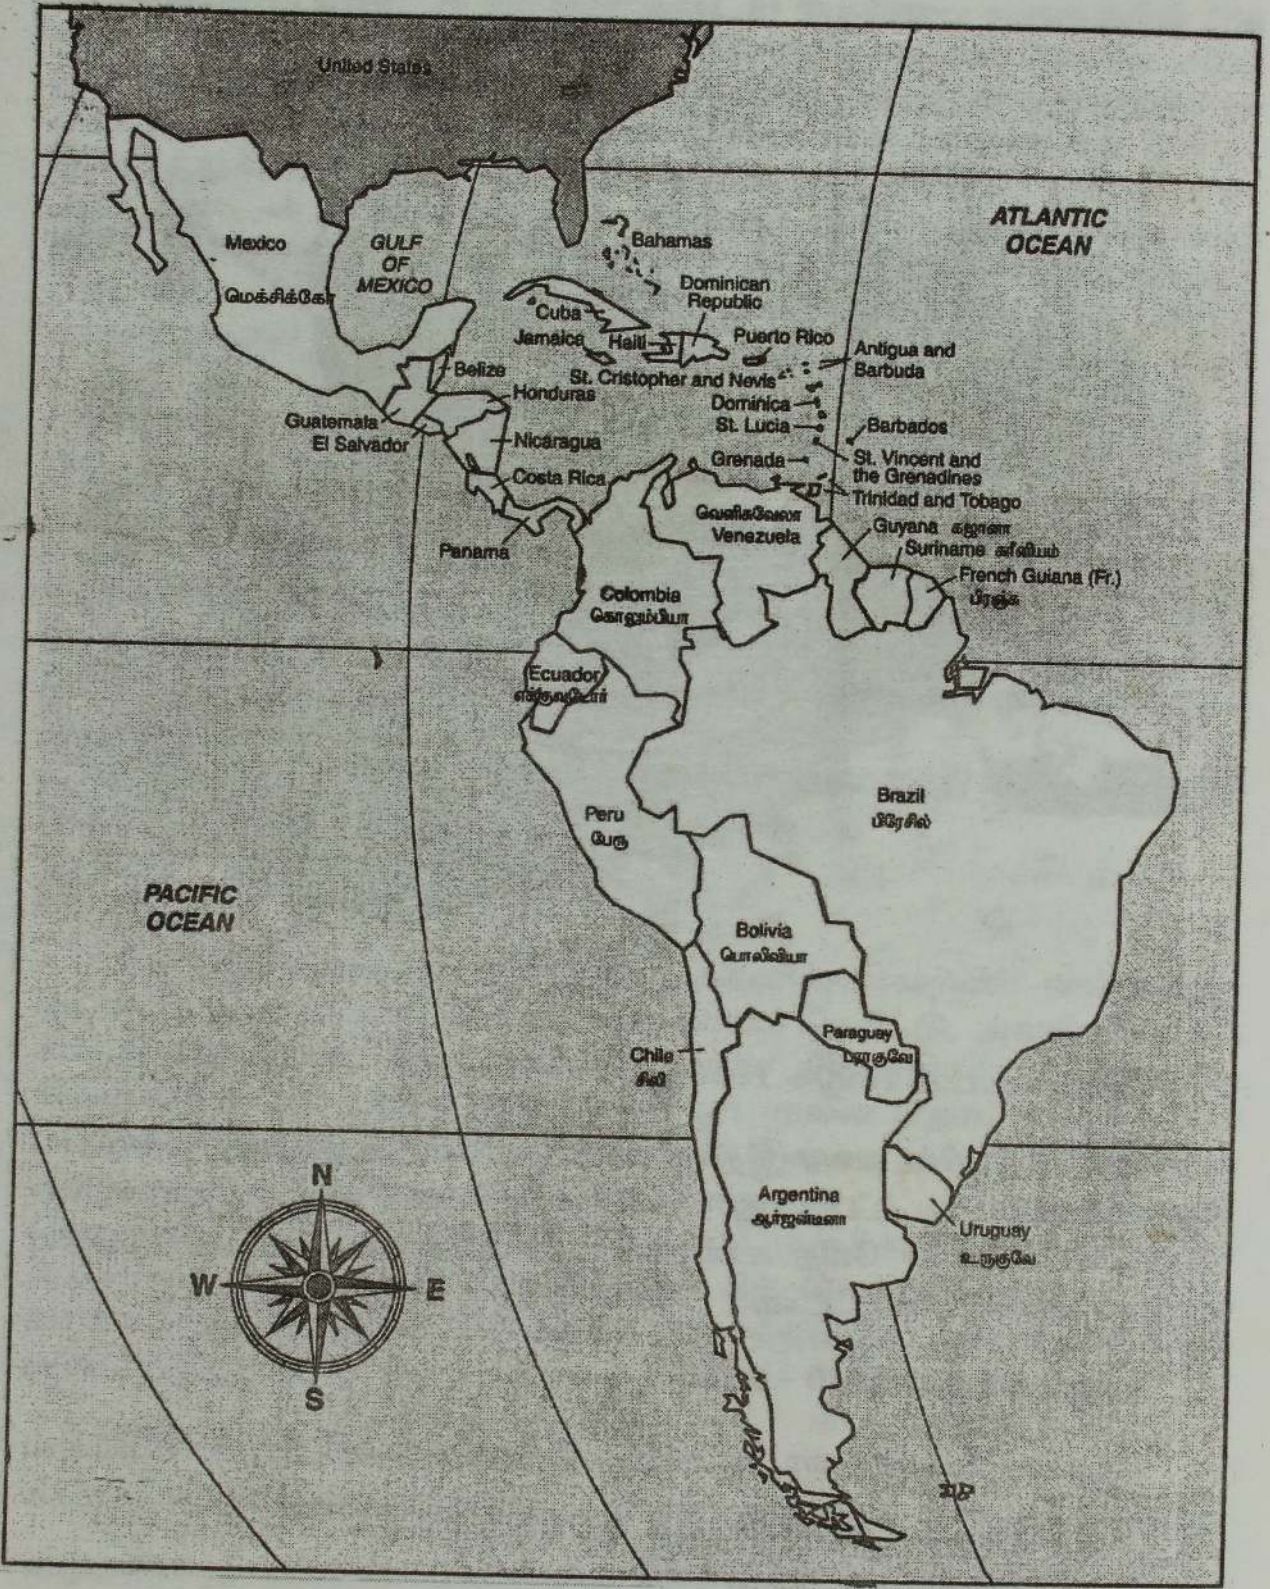 United States
ATLANTIC
OCEAN
Mexico
மெக்சிக்கோ
GULF
OF
MEXICO
Bahamas
Dominican
Republic
Cuba
Jamaica
Haiti
Puerto Rico
Antigua and
Barbuda
St. Cristopher and Nevis
Belize
Honduras
Dominica
St. Lucia
Barbados
Guatemala
El Salvador
Nicaragua
Grenada
St. Vincent and
the Grenadines
Costa Rica
Trinidad and Tobago
Panama
Venezuela
Guyana
Suriname
French Guiana (Fr.)
Colombia
கொலும்பியா
Ecuador
Brazil
பிரேசில்
Peru
பேரு
PACIFIC
OCEAN
Bolivia
பொலிவியா
Paraguay
Chile
சிலி
Argentina
ஆர்ஜன்டினா
Uruguay
உருகுவே
N
W
E
S